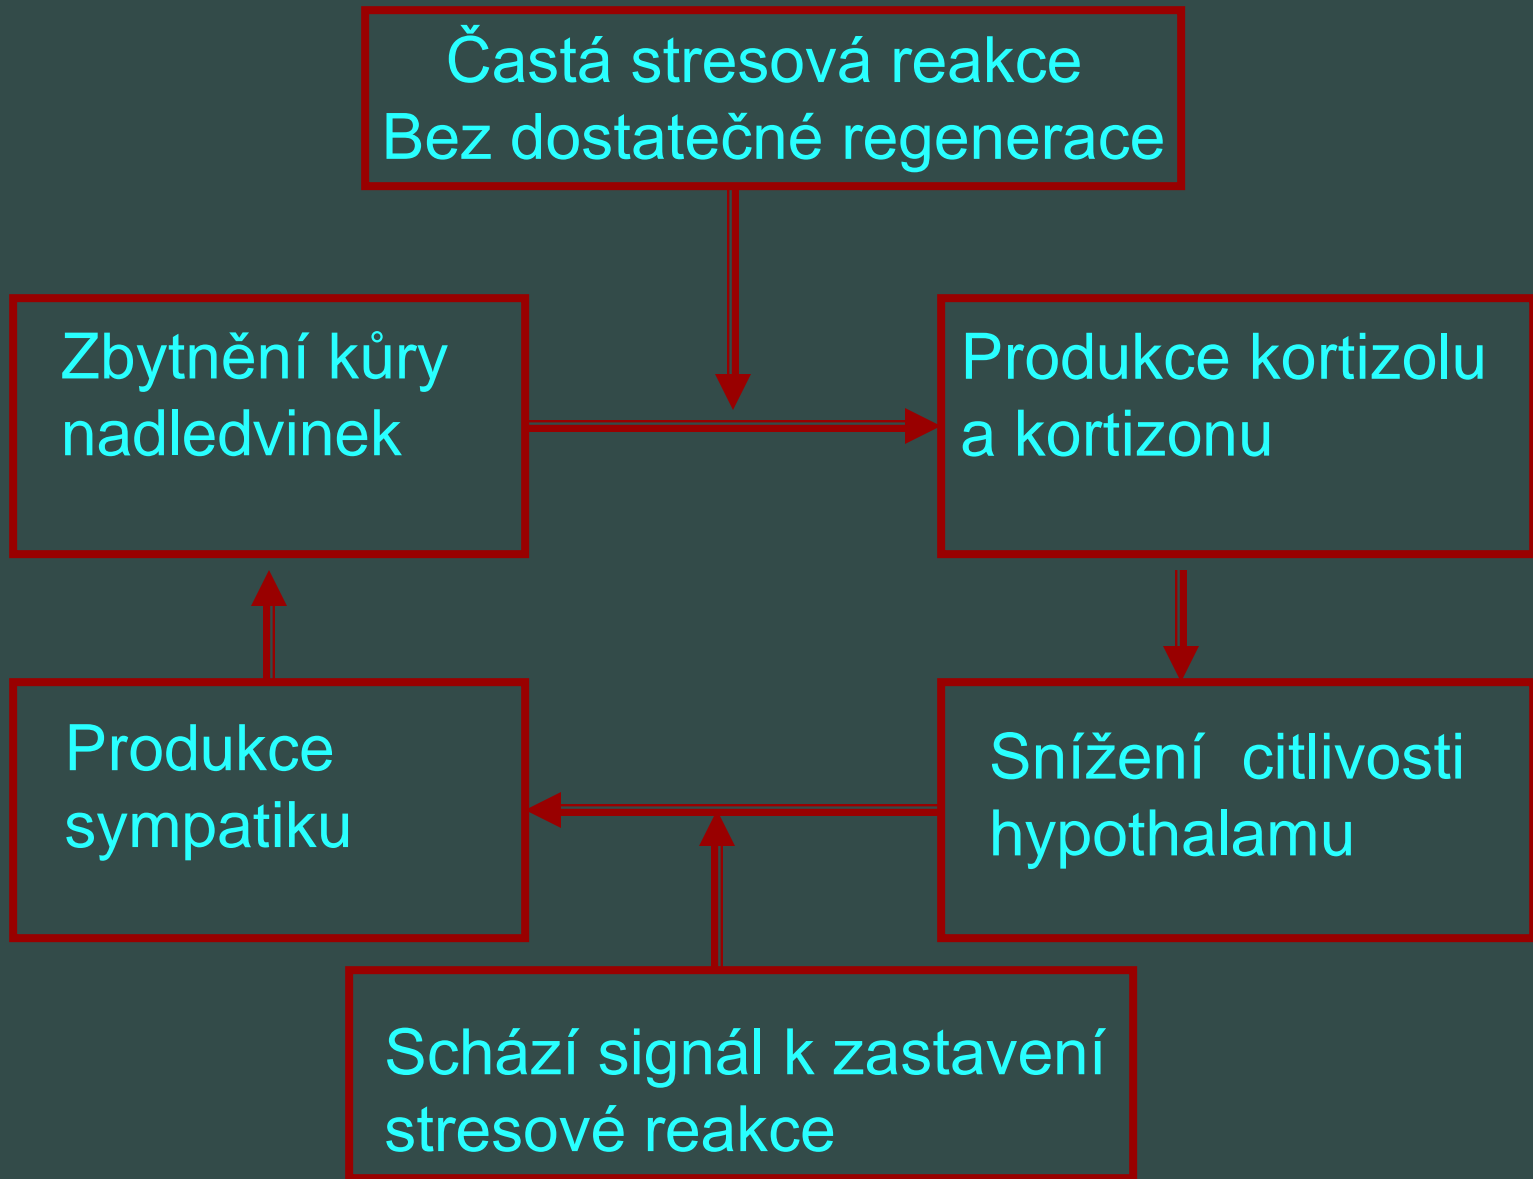 Častá stresová reakce
Bez dostatečné regenerace
Zbytnění kůry
nadledvinek
Produkce kortizolu
a kortizonu
Produkce
sympatiku
Snížení  citlivosti
hypothalamu
Schází signál k zastavení
stresové reakce